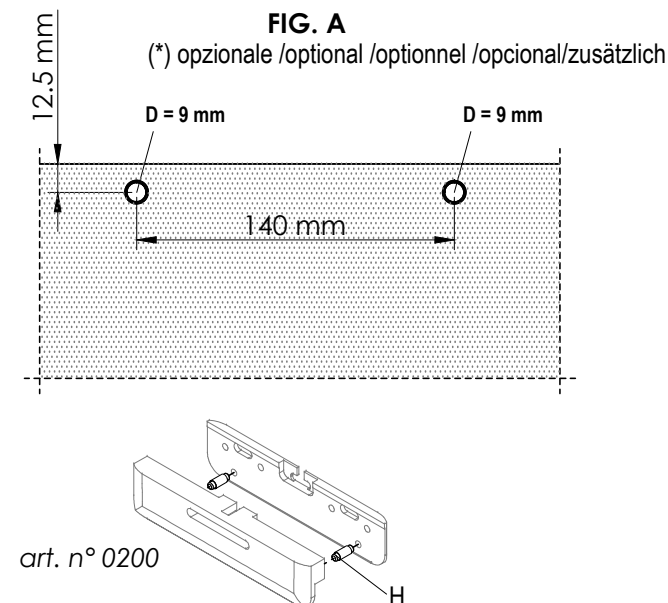 FIG. A
(*) opzionale /optional /optionnel /opcional/zusätzlich
12.5 mm
D = 9 mm
D = 9 mm
140 mm
art. n° 0200
H